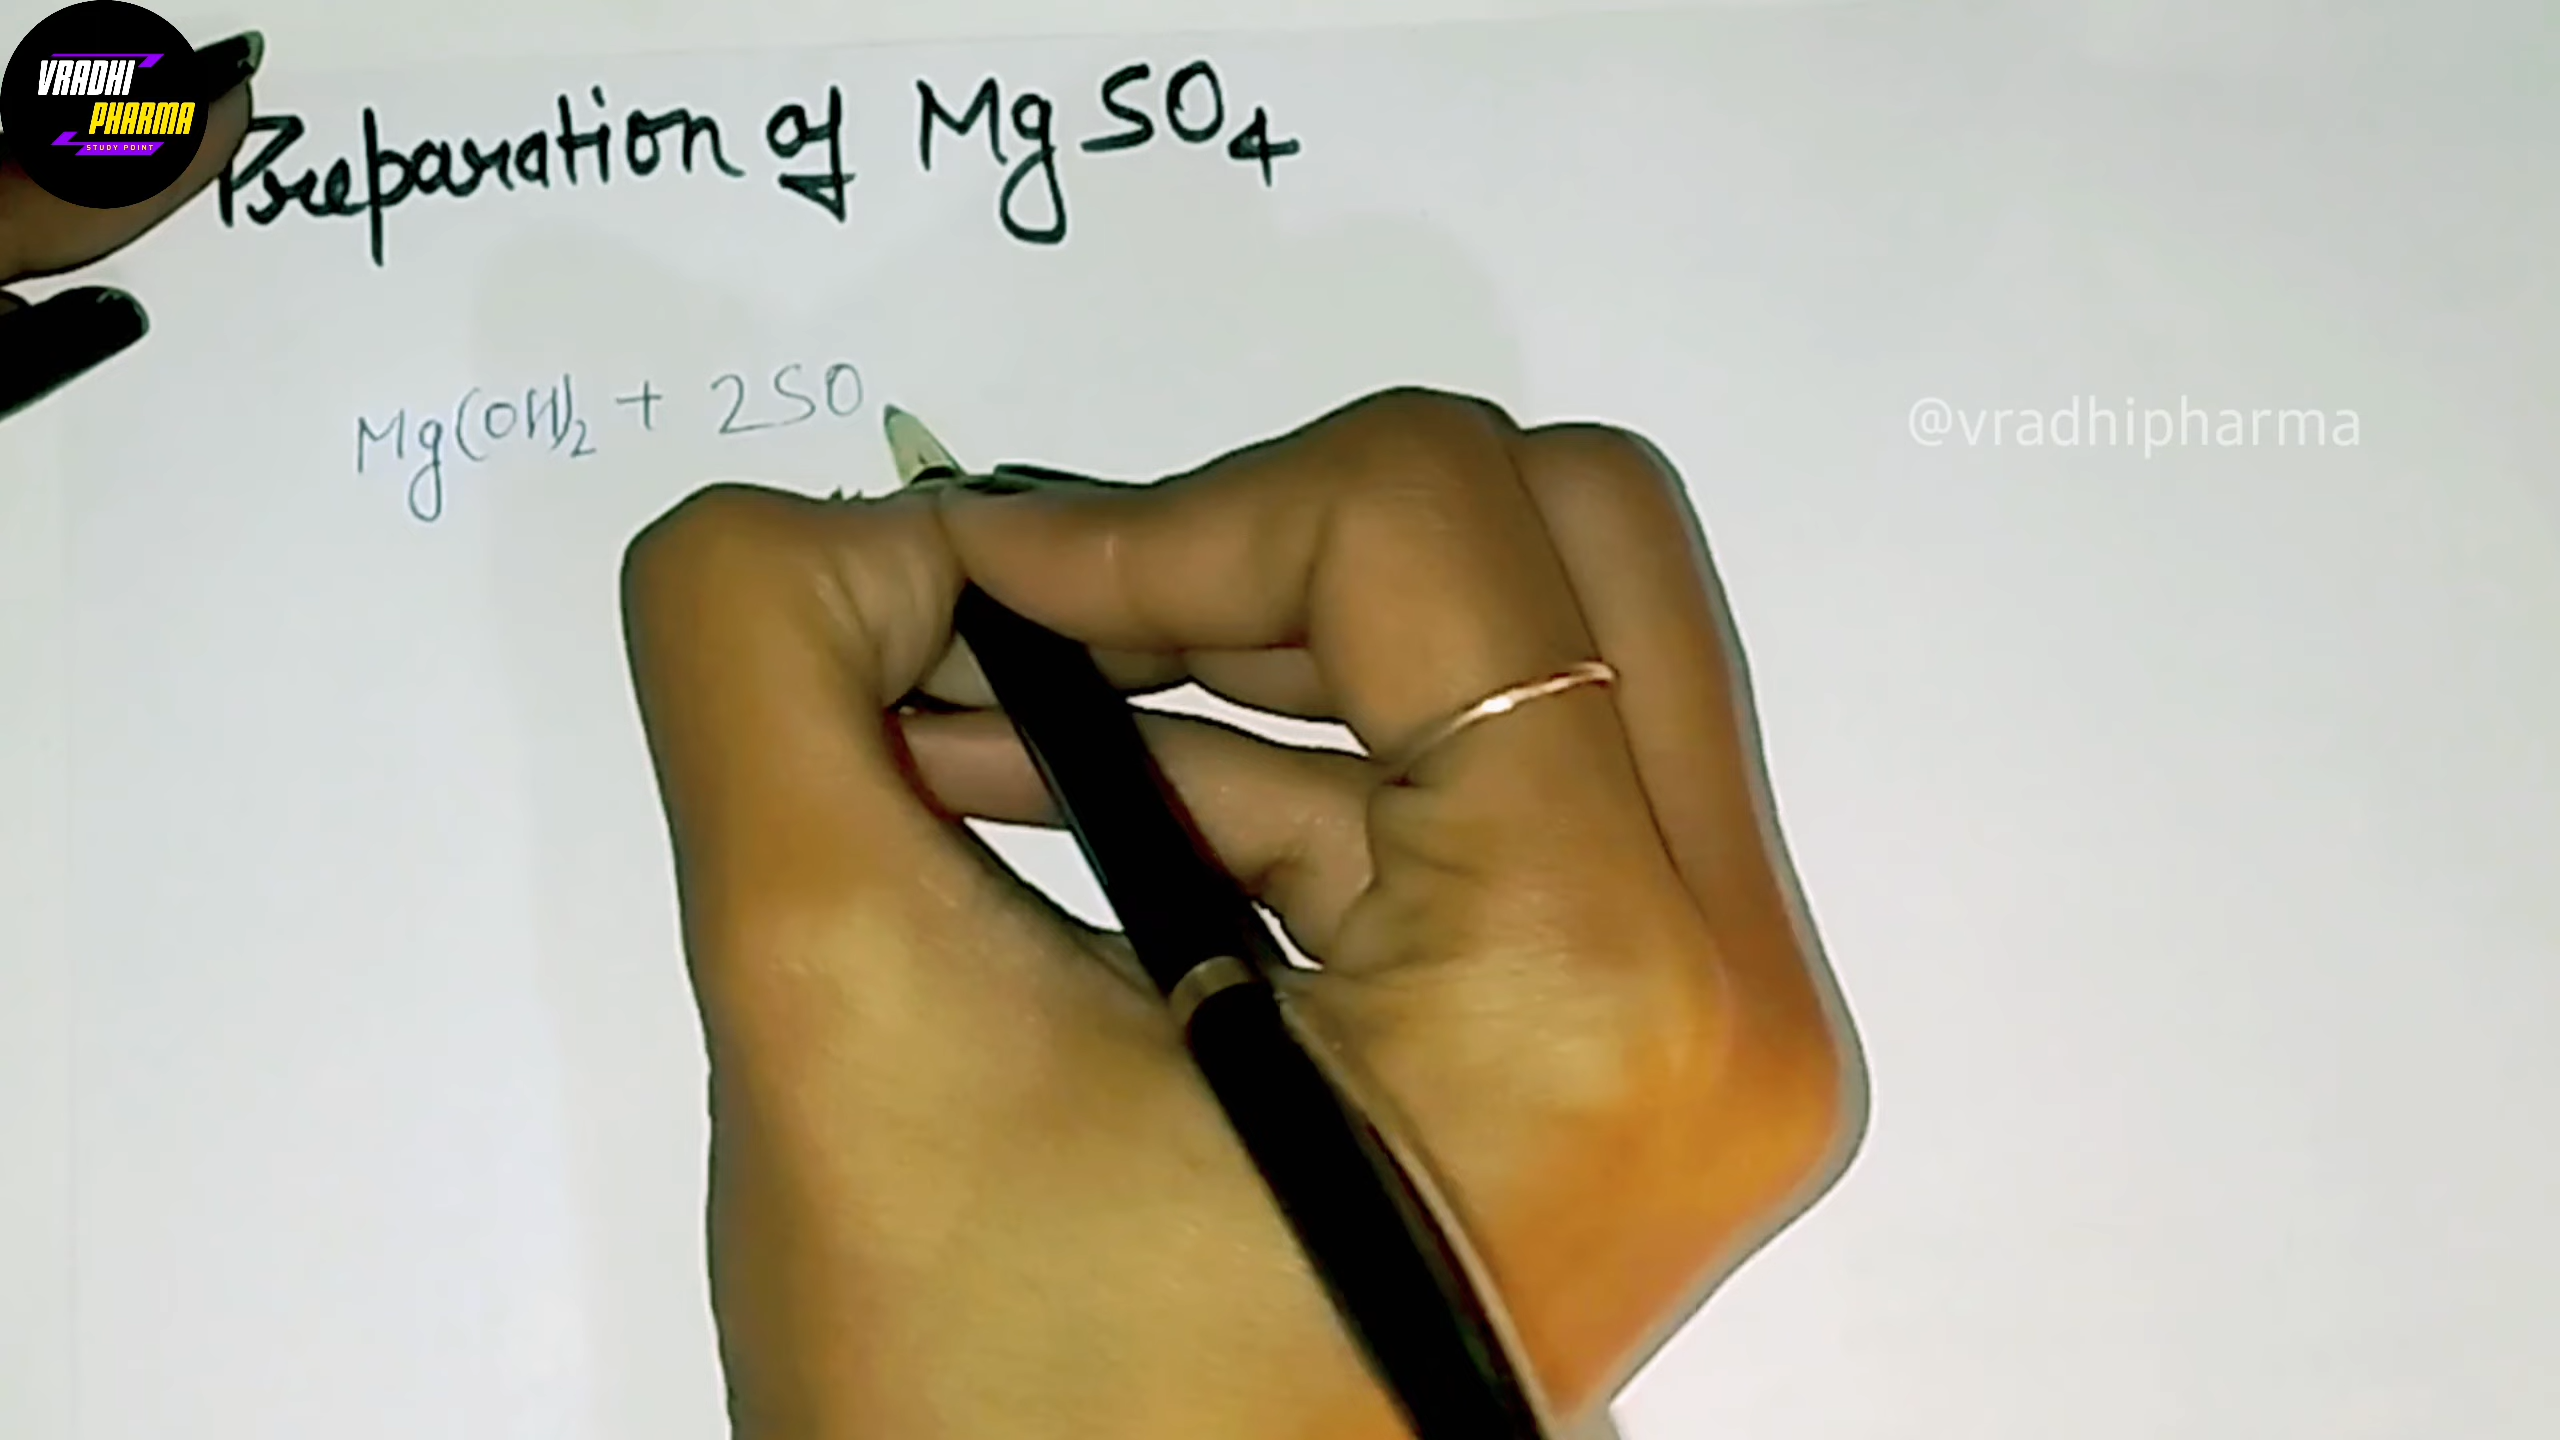 VRADHI
PHARMA
STUDY POINT
Preparation of MgSO4
Mg(OH)2 + 2SO
@vradhipharma